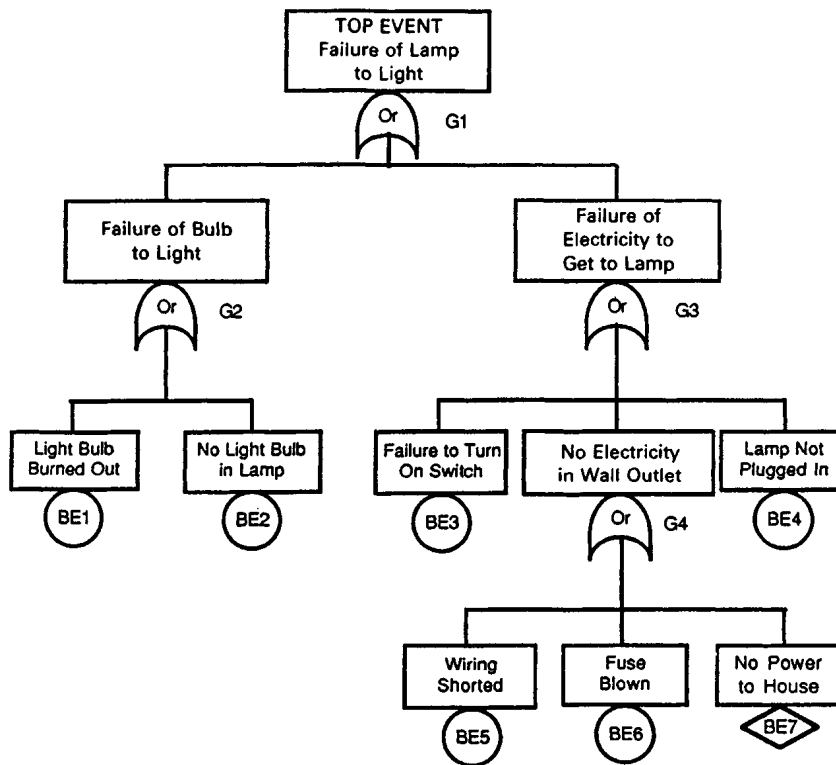 TOP EVENT
Failure of Lamp
to Light
Or
G1
Failure of Bulb
to Light
Failure of
Electricity to
Get to Lamp
Or
G2
Or
G3
Light Bulb
Burned Out
No Light Bulb
in Lamp
Failure to Turn
On Switch
No Electricity
in Wall Outlet
Lamp Not
Plugged In
BE1
BE2
BE3
Or
G4
BE4
Wiring
Shorted
Fuse
Blown
No Power
to House
BE5
BE6
BE7